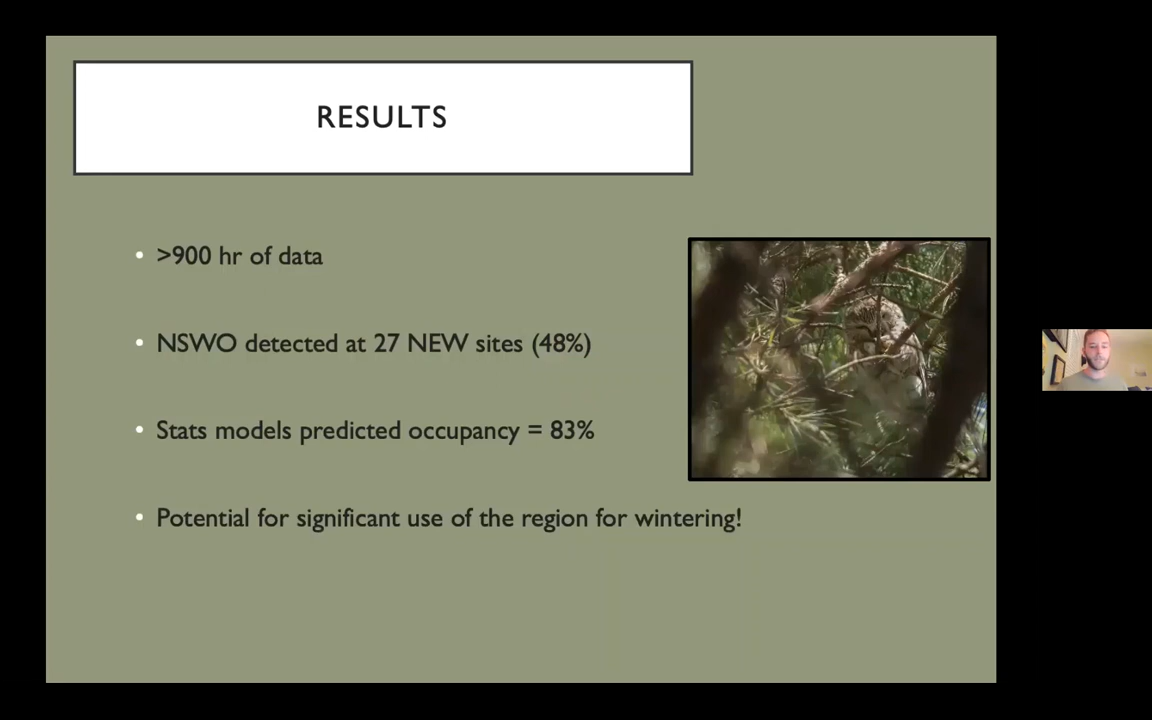 RESULTS
• >900 hr of data
• NSWO detected at 27 NEW sites (48%)
• Stats models predicted occupancy = 83%
• Potential for significant use of the region for wintering!